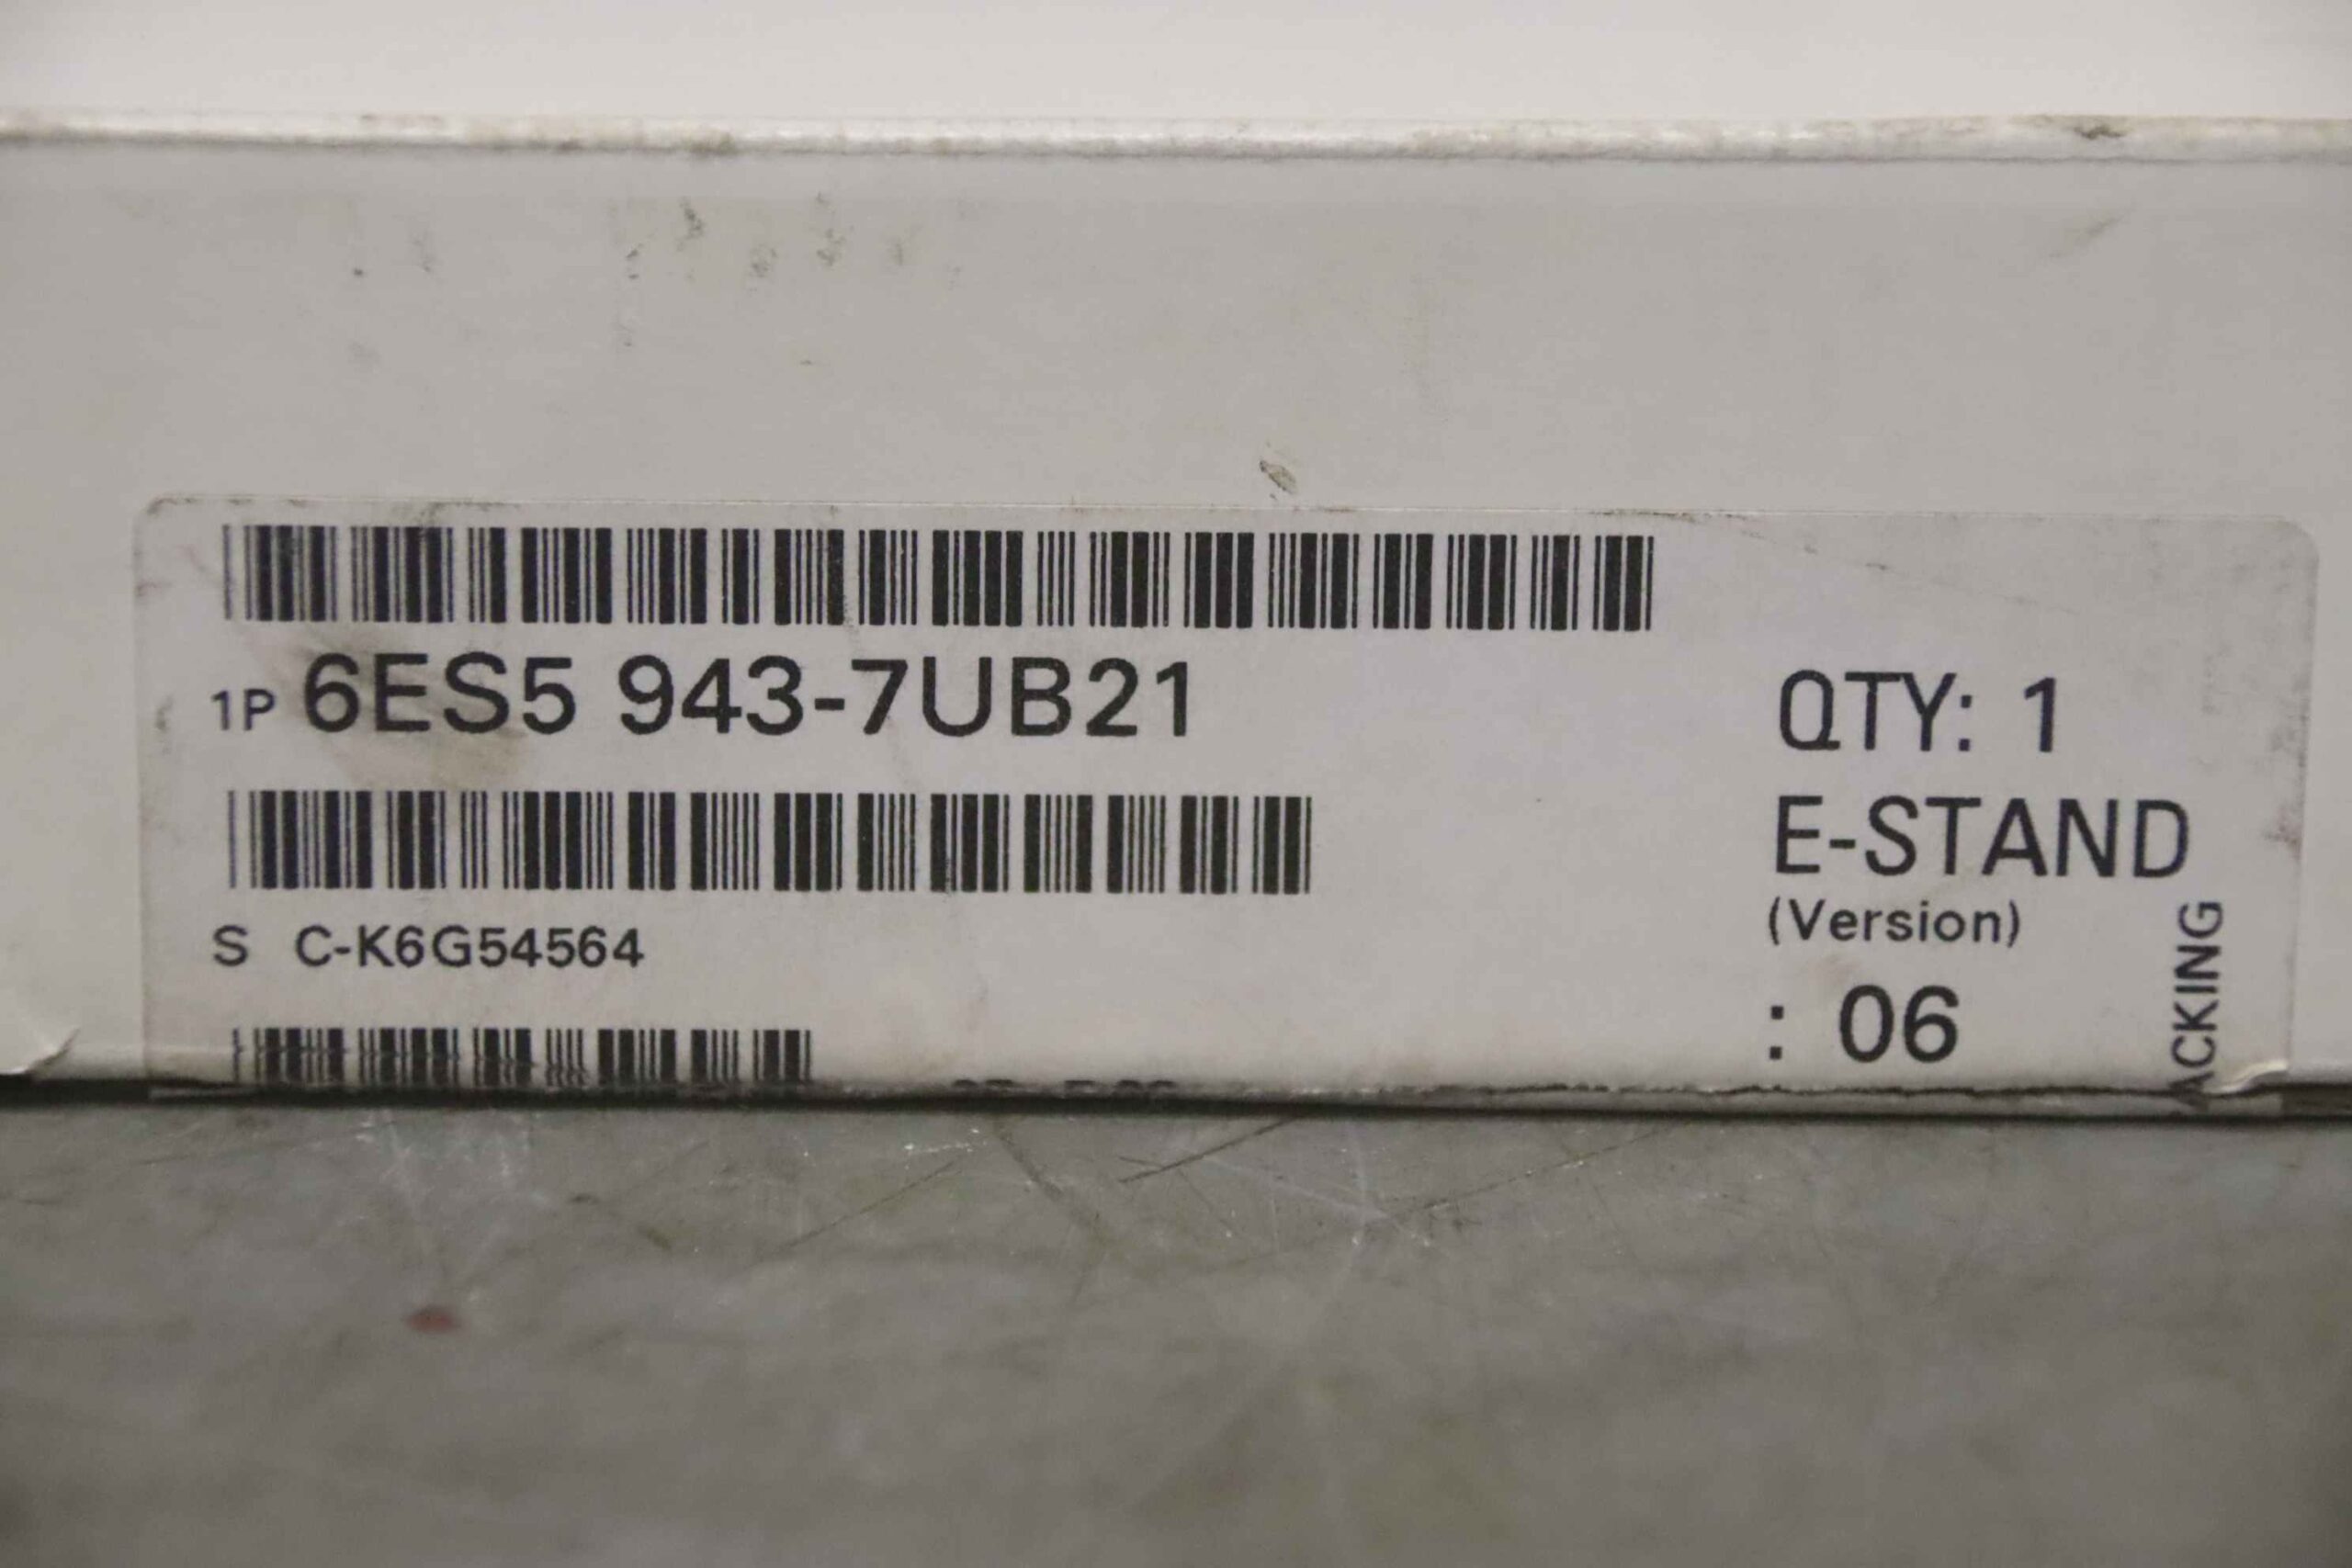 1P 6ES5 943-7UB21
QTY: 1
E-STAND
(Version)
: 06
S C-K6G54564
ACKING